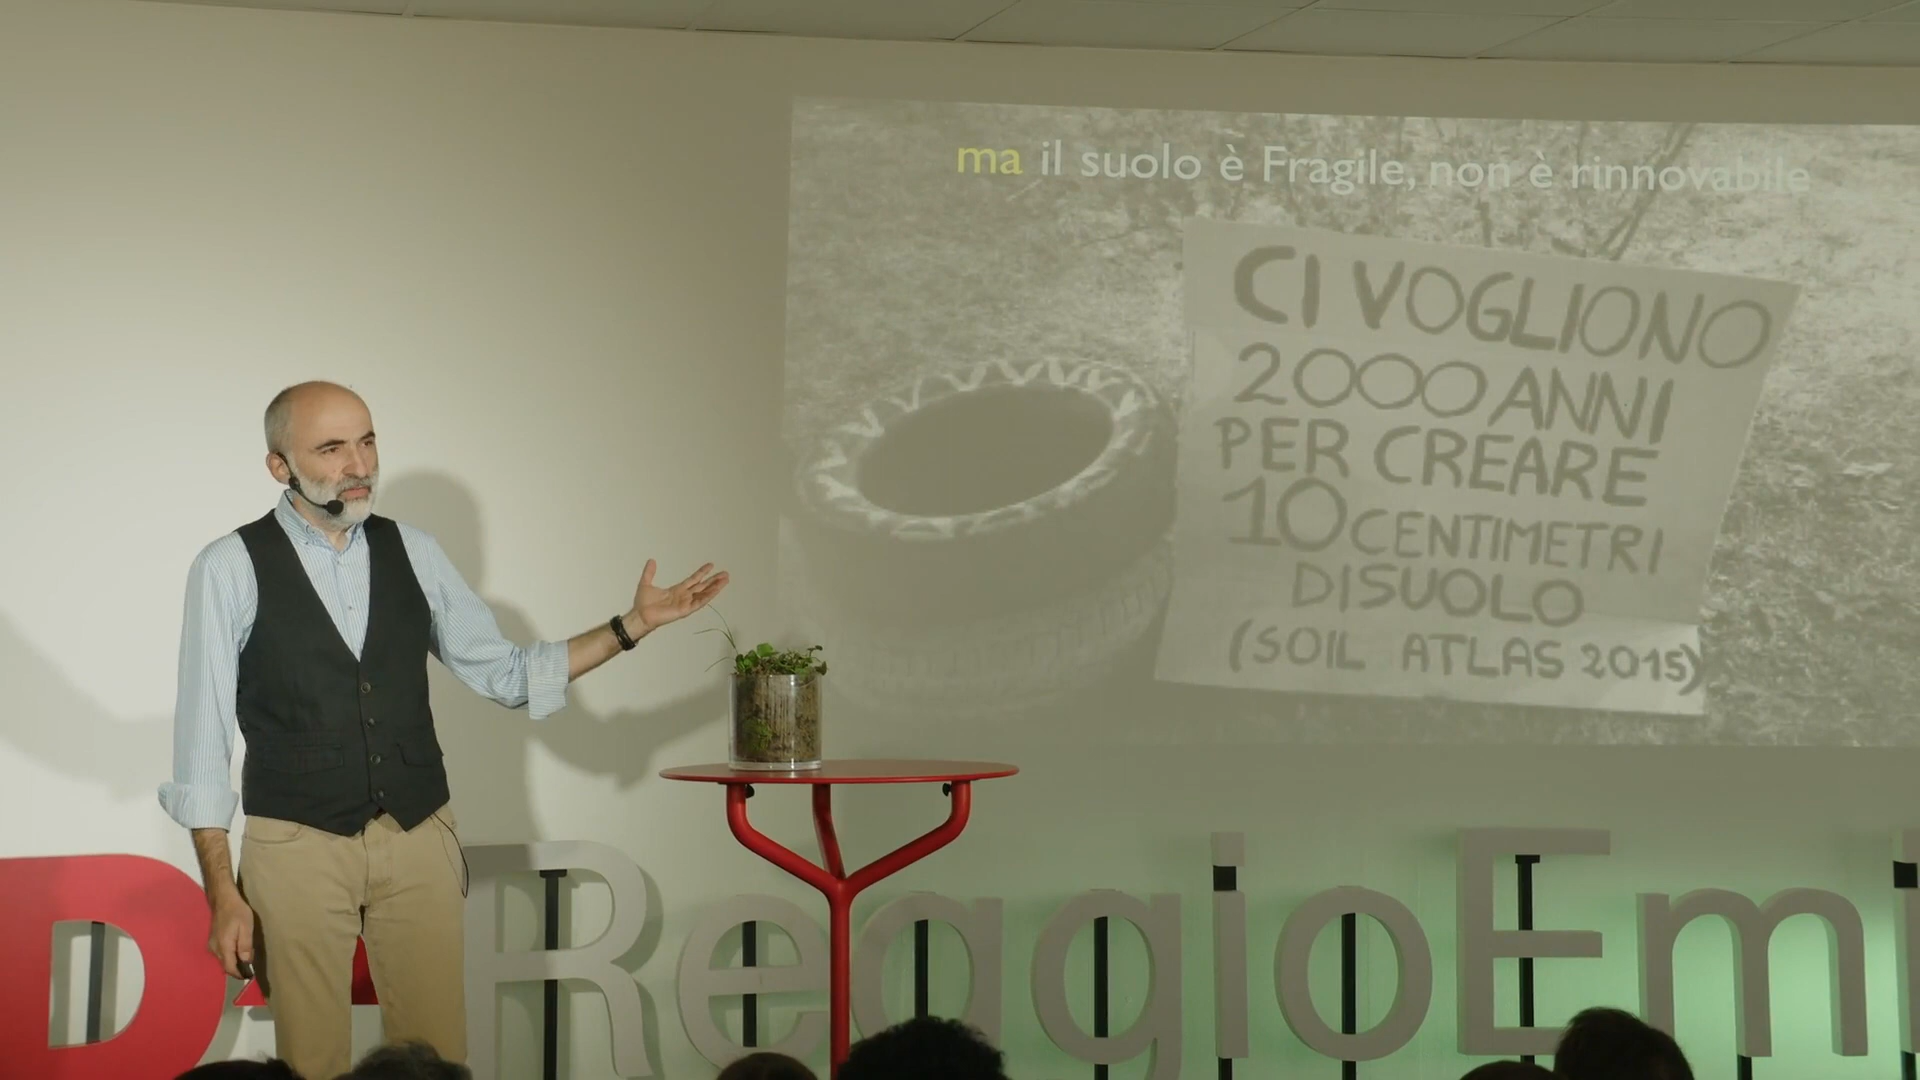 ma il suolo è Fragile, non è rinnovabile
CI VOGLIONO
2000 ANNI
PER CREARE
10 CENTIMETRI
DI SUOLO
(SOIL ATLAS 2015)
D
ReggioEmi